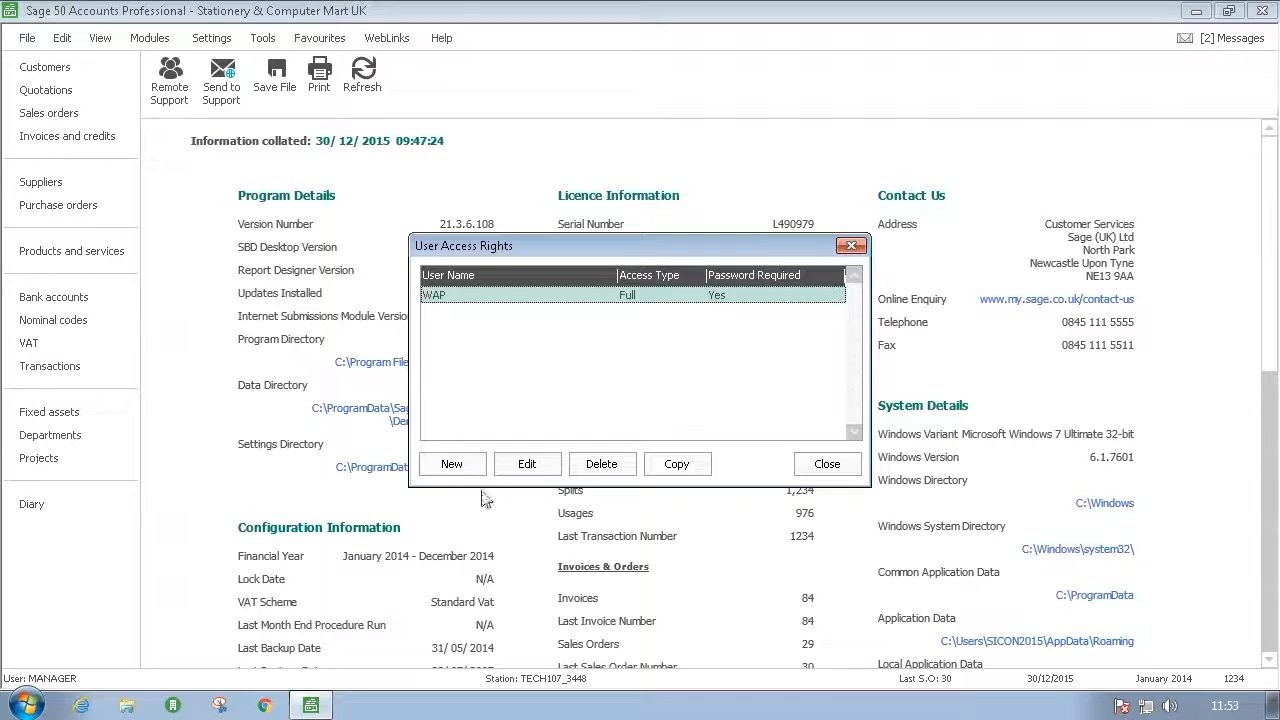 Sage 50 Accounts Professional - Stationery & Computer Mart UK
File Edit View Modules Settings Tools Favourites WebLinks Help [2] Messages
Customers
Quotations
Sales orders
Invoices and credits
Suppliers
Purchase orders
Products and services
Bank accounts
Nominal codes
VAT
Transactions
Fixed assets
Departments
Projects
Diary
Remote Support
Send to Support
Save File
Print
Refresh
Information collated: 30/ 12/ 2015 09:47:24
Program Details
Version Number 21.3.6.108
SBD Desktop Version
Report Designer Version
Updates Installed
Internet Submissions Module Versio
Program Directory
C:\Program File
Data Directory
C:\ProgramData\Sag
\De
Settings Directory
C:\ProgramDat
Configuration Information
Financial Year January 2014 - December 2014
Lock Date N/A
VAT Scheme Standard Vat
Last Month End Procedure Run N/A
Last Backup Date 31/ 05/ 2014
Licence Information
Serial Number L490979
User Access Rights
User Name Access Type Password Required
WAP Full Yes
New Edit Delete Copy Close
Splits 1,234
Usages 976
Last Transaction Number 1234
Invoices & Orders
Invoices 84
Last Invoice Number 84
Sales Orders 29
Last Sales Order Number 30
Contact Us
Address Customer Services
Sage (UK) Ltd
North Park
Newcastle Upon Tyne
NE13 9AA
Online Enquiry www.my.sage.co.uk/contact-us
Telephone 0845 111 5555
Fax 0845 111 5511
System Details
Windows Variant Microsoft Windows 7 Ultimate 32-bit
Windows Version 6.1.7601
Windows Directory
C:\Windows
Windows System Directory
C:\Windows\system32\
Common Application Data
C:\ProgramData
Application Data
C:\Users\SICON2015\AppData\Roaming
Local Application Data
User: MANAGER Station: TECH107_3448 Last S.O: 30 30/12/2015 January 2014 1234
11:53